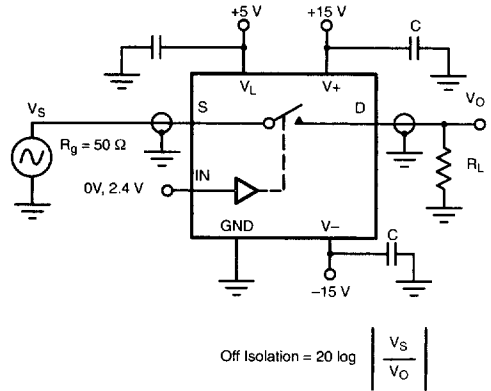 +5 V
+15 V
C
V_L
V+
V_S
S
D
V_O
R_g = 50 Ω
R_L
0V, 2.4 V
IN
GND
V–
C
–15 V
Off Isolation = 20 log | V_S / V_O |